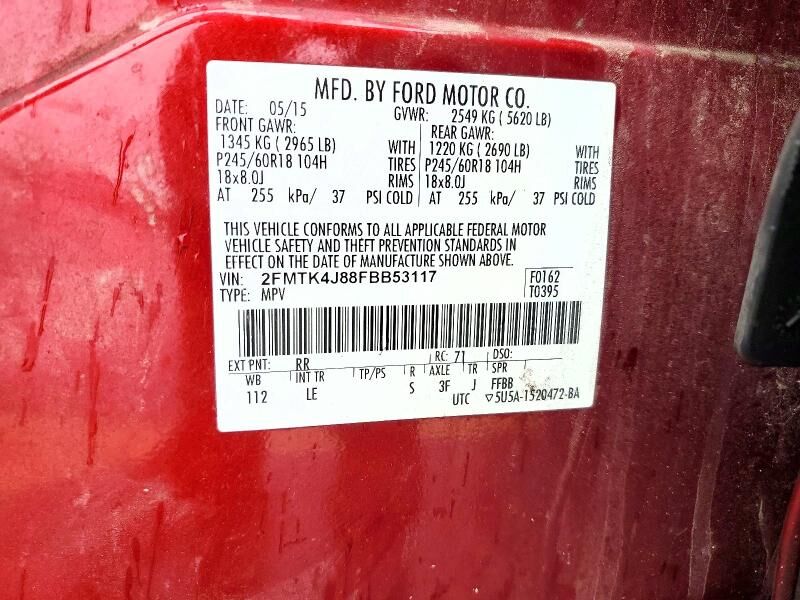 MFD. BY FORD MOTOR CO.
DATE: 05/15 GVWR: 2549 KG ( 5620 LB)
FRONT GAWR: REAR GAWR:
1345 KG ( 2965 LB) WITH 1220 KG ( 2690 LB) WITH
P245/60R18 104H TIRES P245/60R18 104H TIRES
18x8.0J RIMS 18x8.0J RIMS
AT 255 kPa/ 37 PSI COLD AT 255 kPa/ 37 PSI COLD
THIS VEHICLE CONFORMS TO ALL APPLICABLE FEDERAL MOTOR
VEHICLE SAFETY AND THEFT PREVENTION STANDARDS IN
EFFECT ON THE DATE OF MANUFACTURE SHOWN ABOVE.
VIN: 2FMTK4J88FBB53117 F0162
TYPE: MPV T0395
EXT PNT: RR RC: 71 DSO:
WB INT TR TP/PS R AXLE TR SPR
112 LE S 3F J FFBB
UTC ▽5U5A-1520472-BA